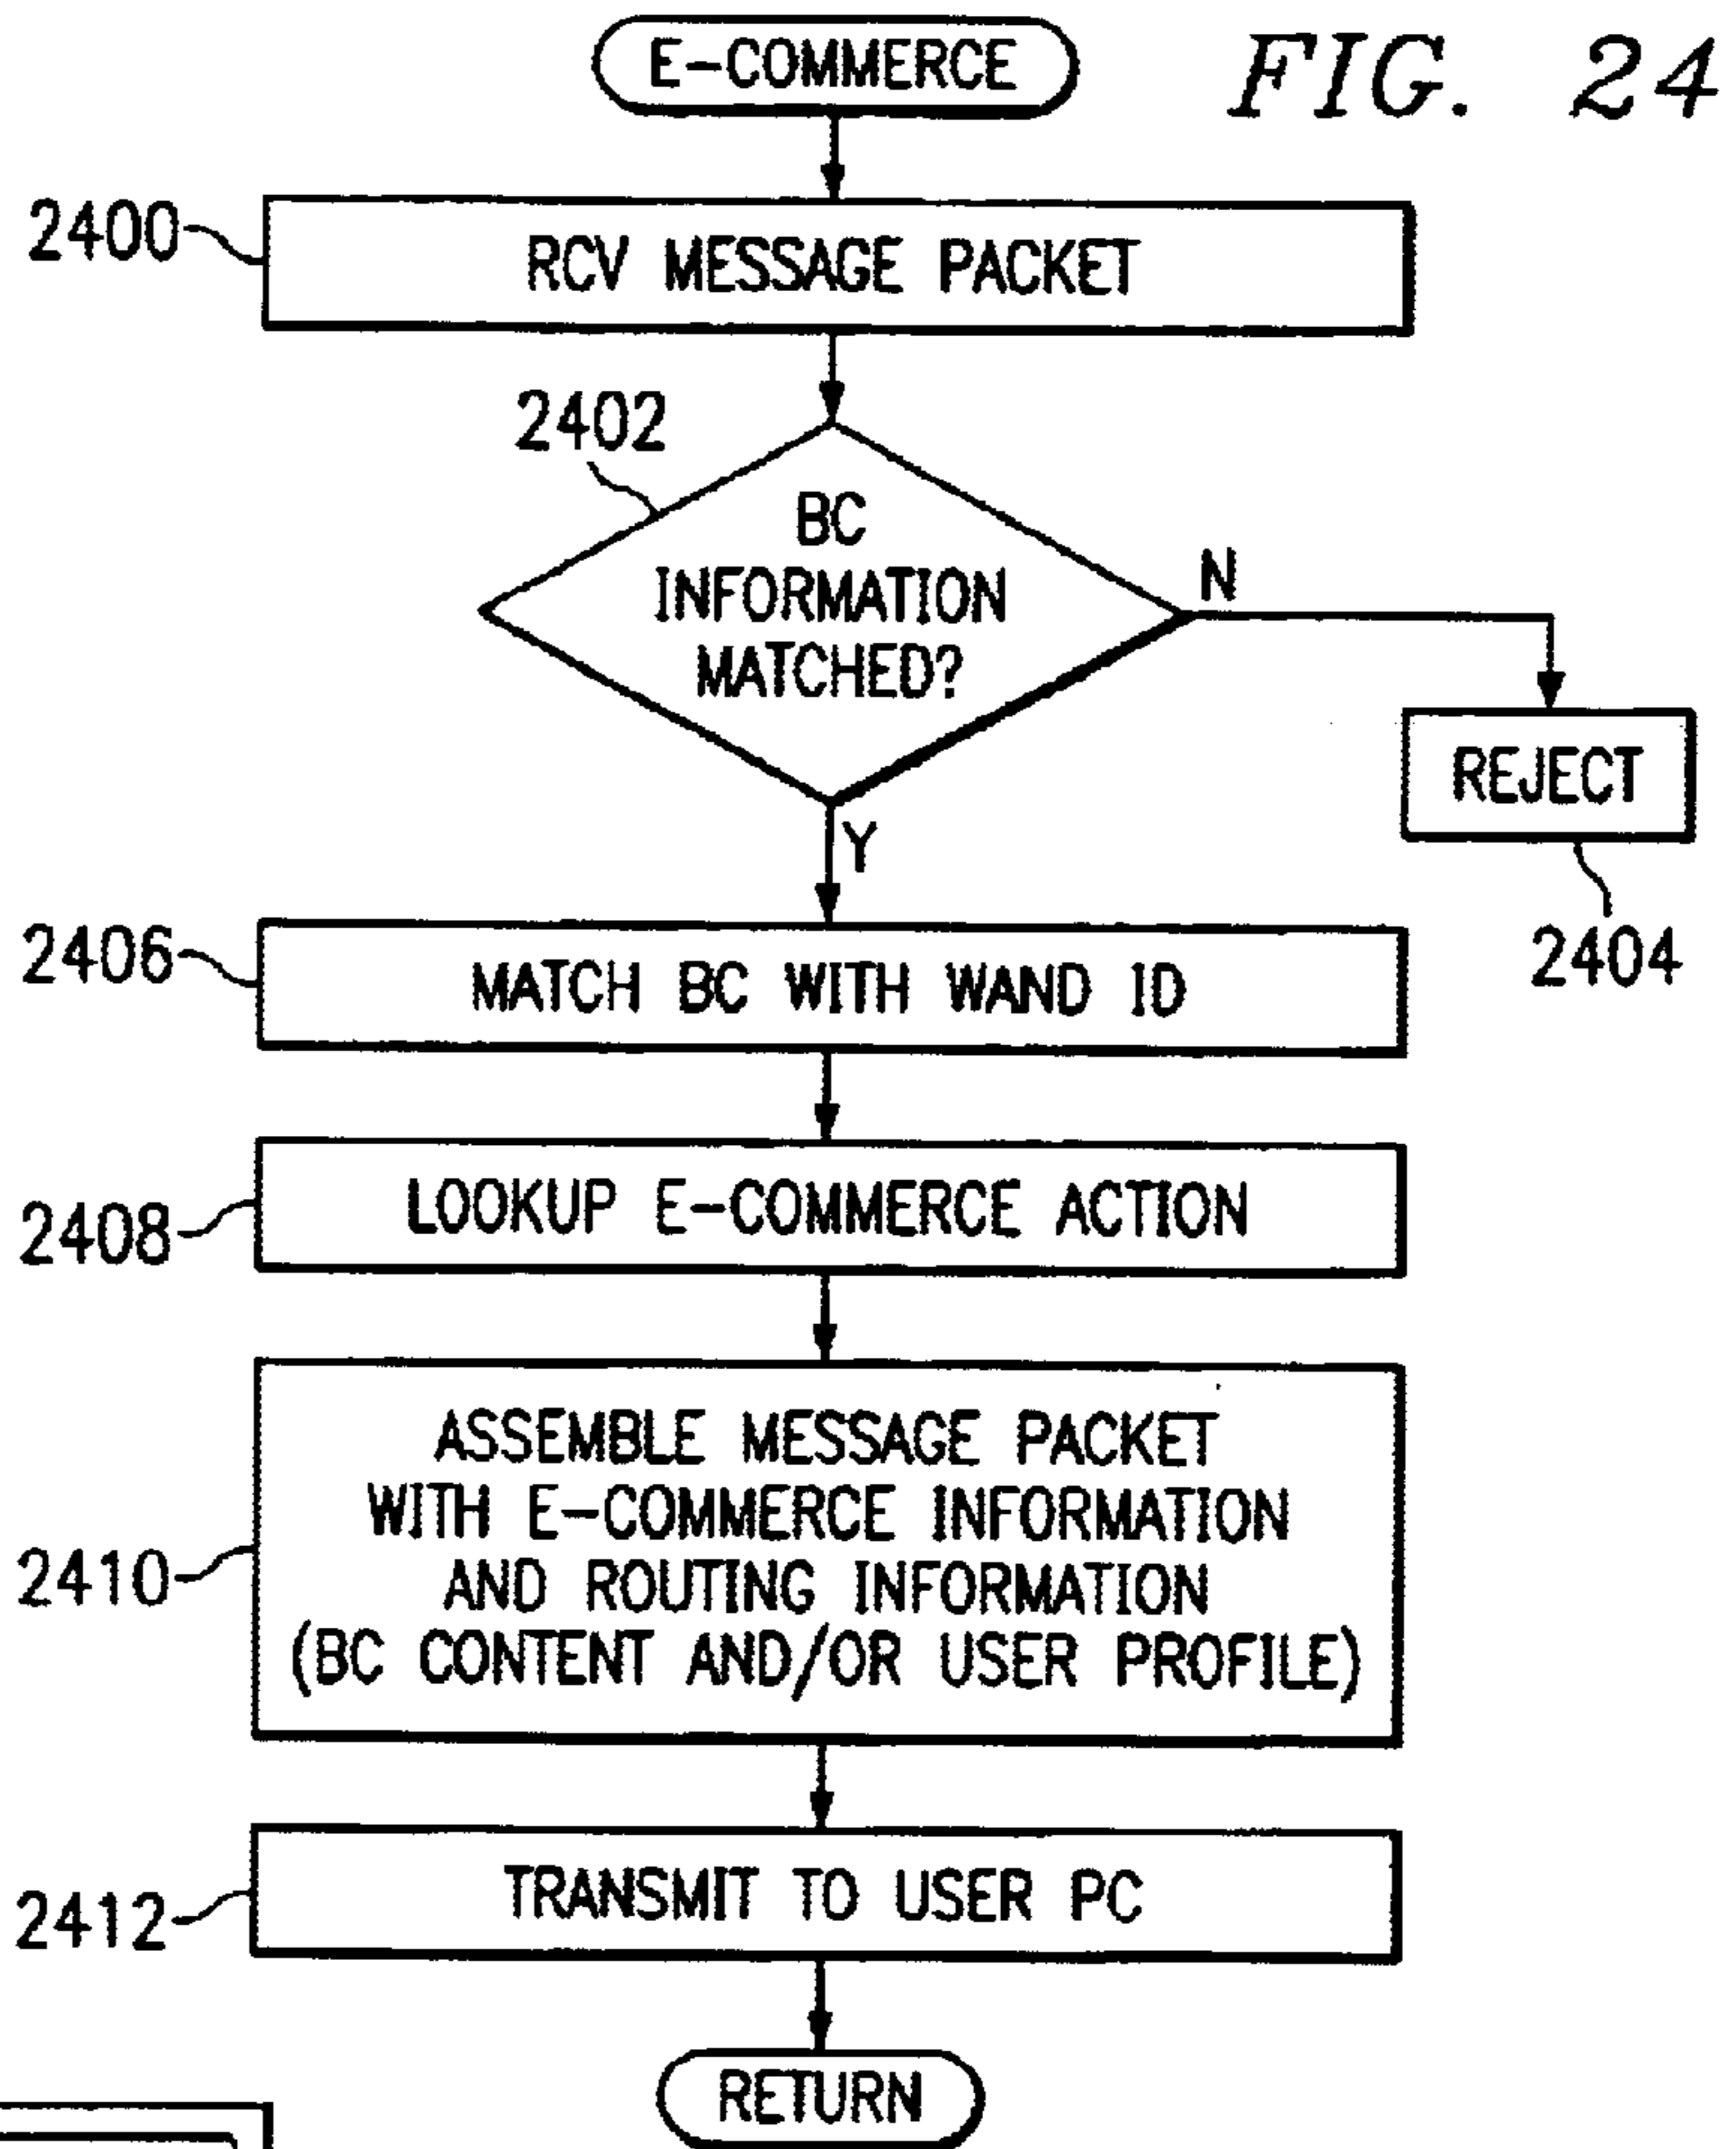 E-COMMERCE
FIG. 24
2400
RCV MESSAGE PACKET
2402
BC
INFORMATION
MATCHED?
N
REJECT
2404
Y
2406
MATCH BC WITH WAND ID
2408
LOOKUP E-COMMERCE ACTION
2410
ASSEMBLE MESSAGE PACKET
WITH E-COMMERCE INFORMATION
AND ROUTING INFORMATION
(BC CONTENT AND/OR USER PROFILE)
2412
TRANSMIT TO USER PC
RETURN